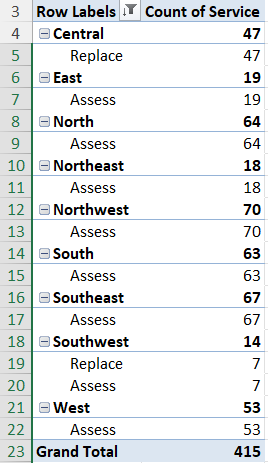 3 Row Labels Count of Service
4 Central 47
5 Replace 47
6 East 19
7 Assess 19
8 North 64
9 Assess 64
10 Northeast 18
11 Assess 18
12 Northwest 70
13 Assess 70
14 South 63
15 Assess 63
16 Southeast 67
17 Assess 67
18 Southwest 14
19 Replace 7
20 Assess 7
21 West 53
22 Assess 53
23 Grand Total 415